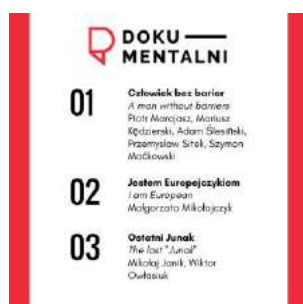 DOKU
MENTALNI
01
Człowiek bez barier
A man without barriers
Piotr Marcjasz, Mariusz
Kędzierski, Adam Ślesiński,
Przemysław Sitek, Szymon
Maćkowski
02
Jestem Europejczykiem
I am European
Małgorzata Mikołajczyk
03
Ostatni Junak
The last "Junak"
Mikołaj Janik, Wiktor